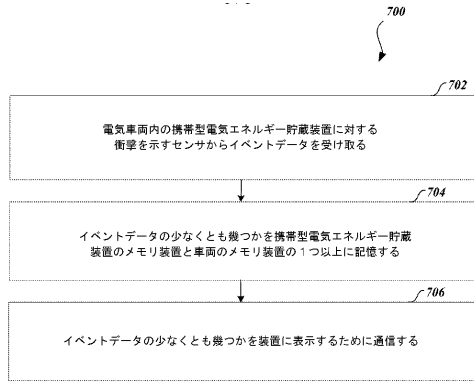 700
702
電気車両内の携帯型電気エネルギー貯蔵装置に対する
衝撃を示すセンサからイベントデータを受け取る
704
イベントデータの少なくとも幾つかを携帯型電気エネルギー貯蔵
装置のメモリ装置と車両のメモリ装置の１つ以上に記憶する
706
イベントデータの少なくとも幾つかを装置に表示するために通信する